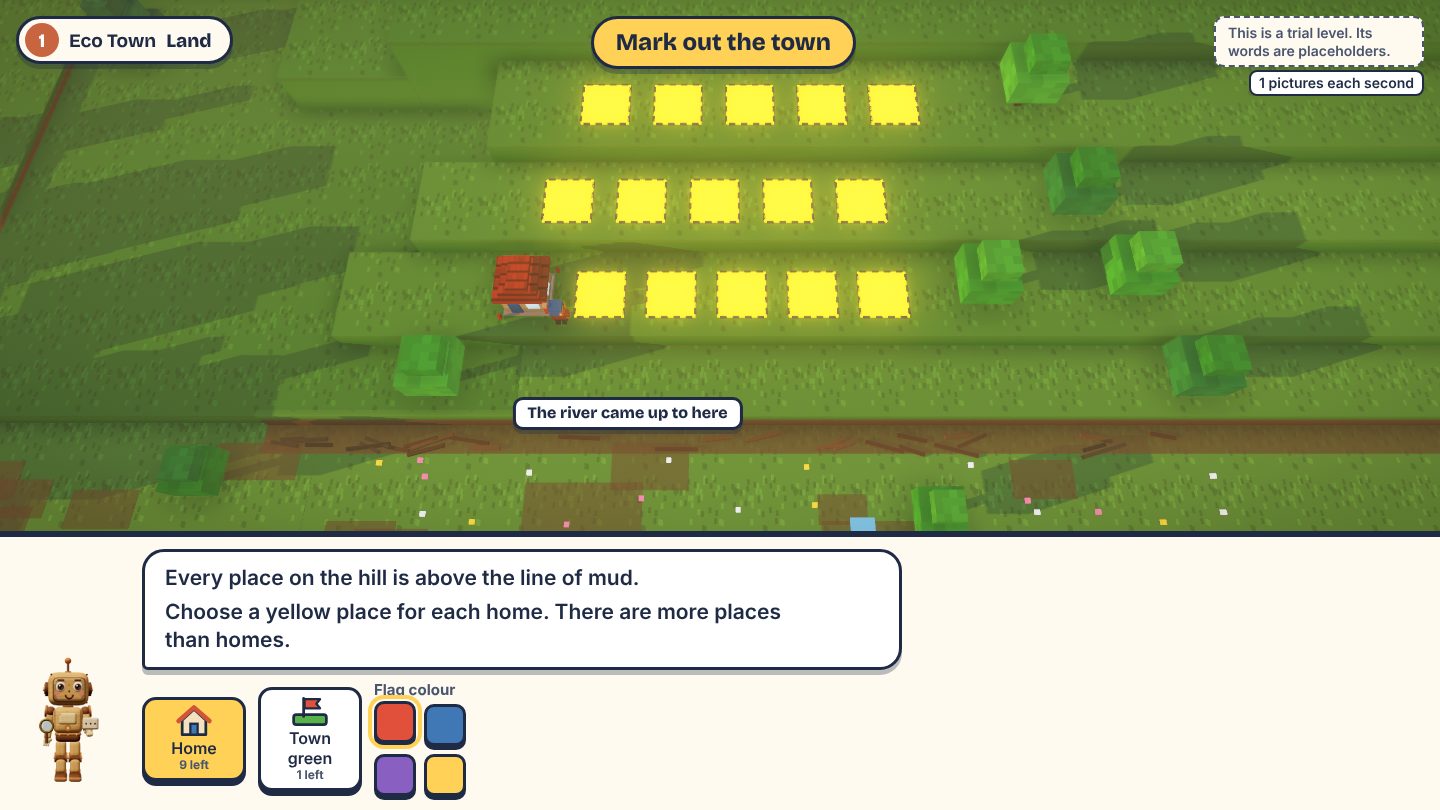 1 Eco Town Land
Mark out the town
This is a trial level. Its
words are placeholders.
1 pictures each second
The river came up to here
Every place on the hill is above the line of mud.
Choose a yellow place for each home. There are more places
than homes.
Home
9 left
Town
green
1 left
Flag colour